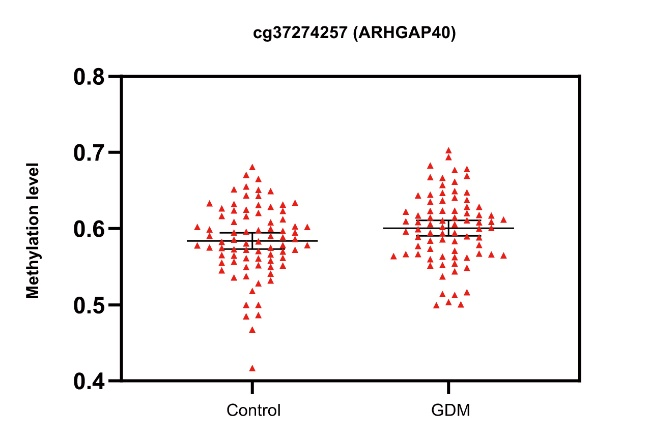 cg37274257 (ARHGAP40)
0.8
0.7
0.6
0.5
0.4
Methylation level
Control
GDM